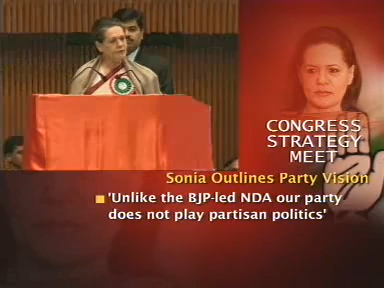 CONGRESS
STRATEGY
MEET
Sonia Outlines Party Vision
'Unlike the BJP-led NDA our party
does not play partisan politics'